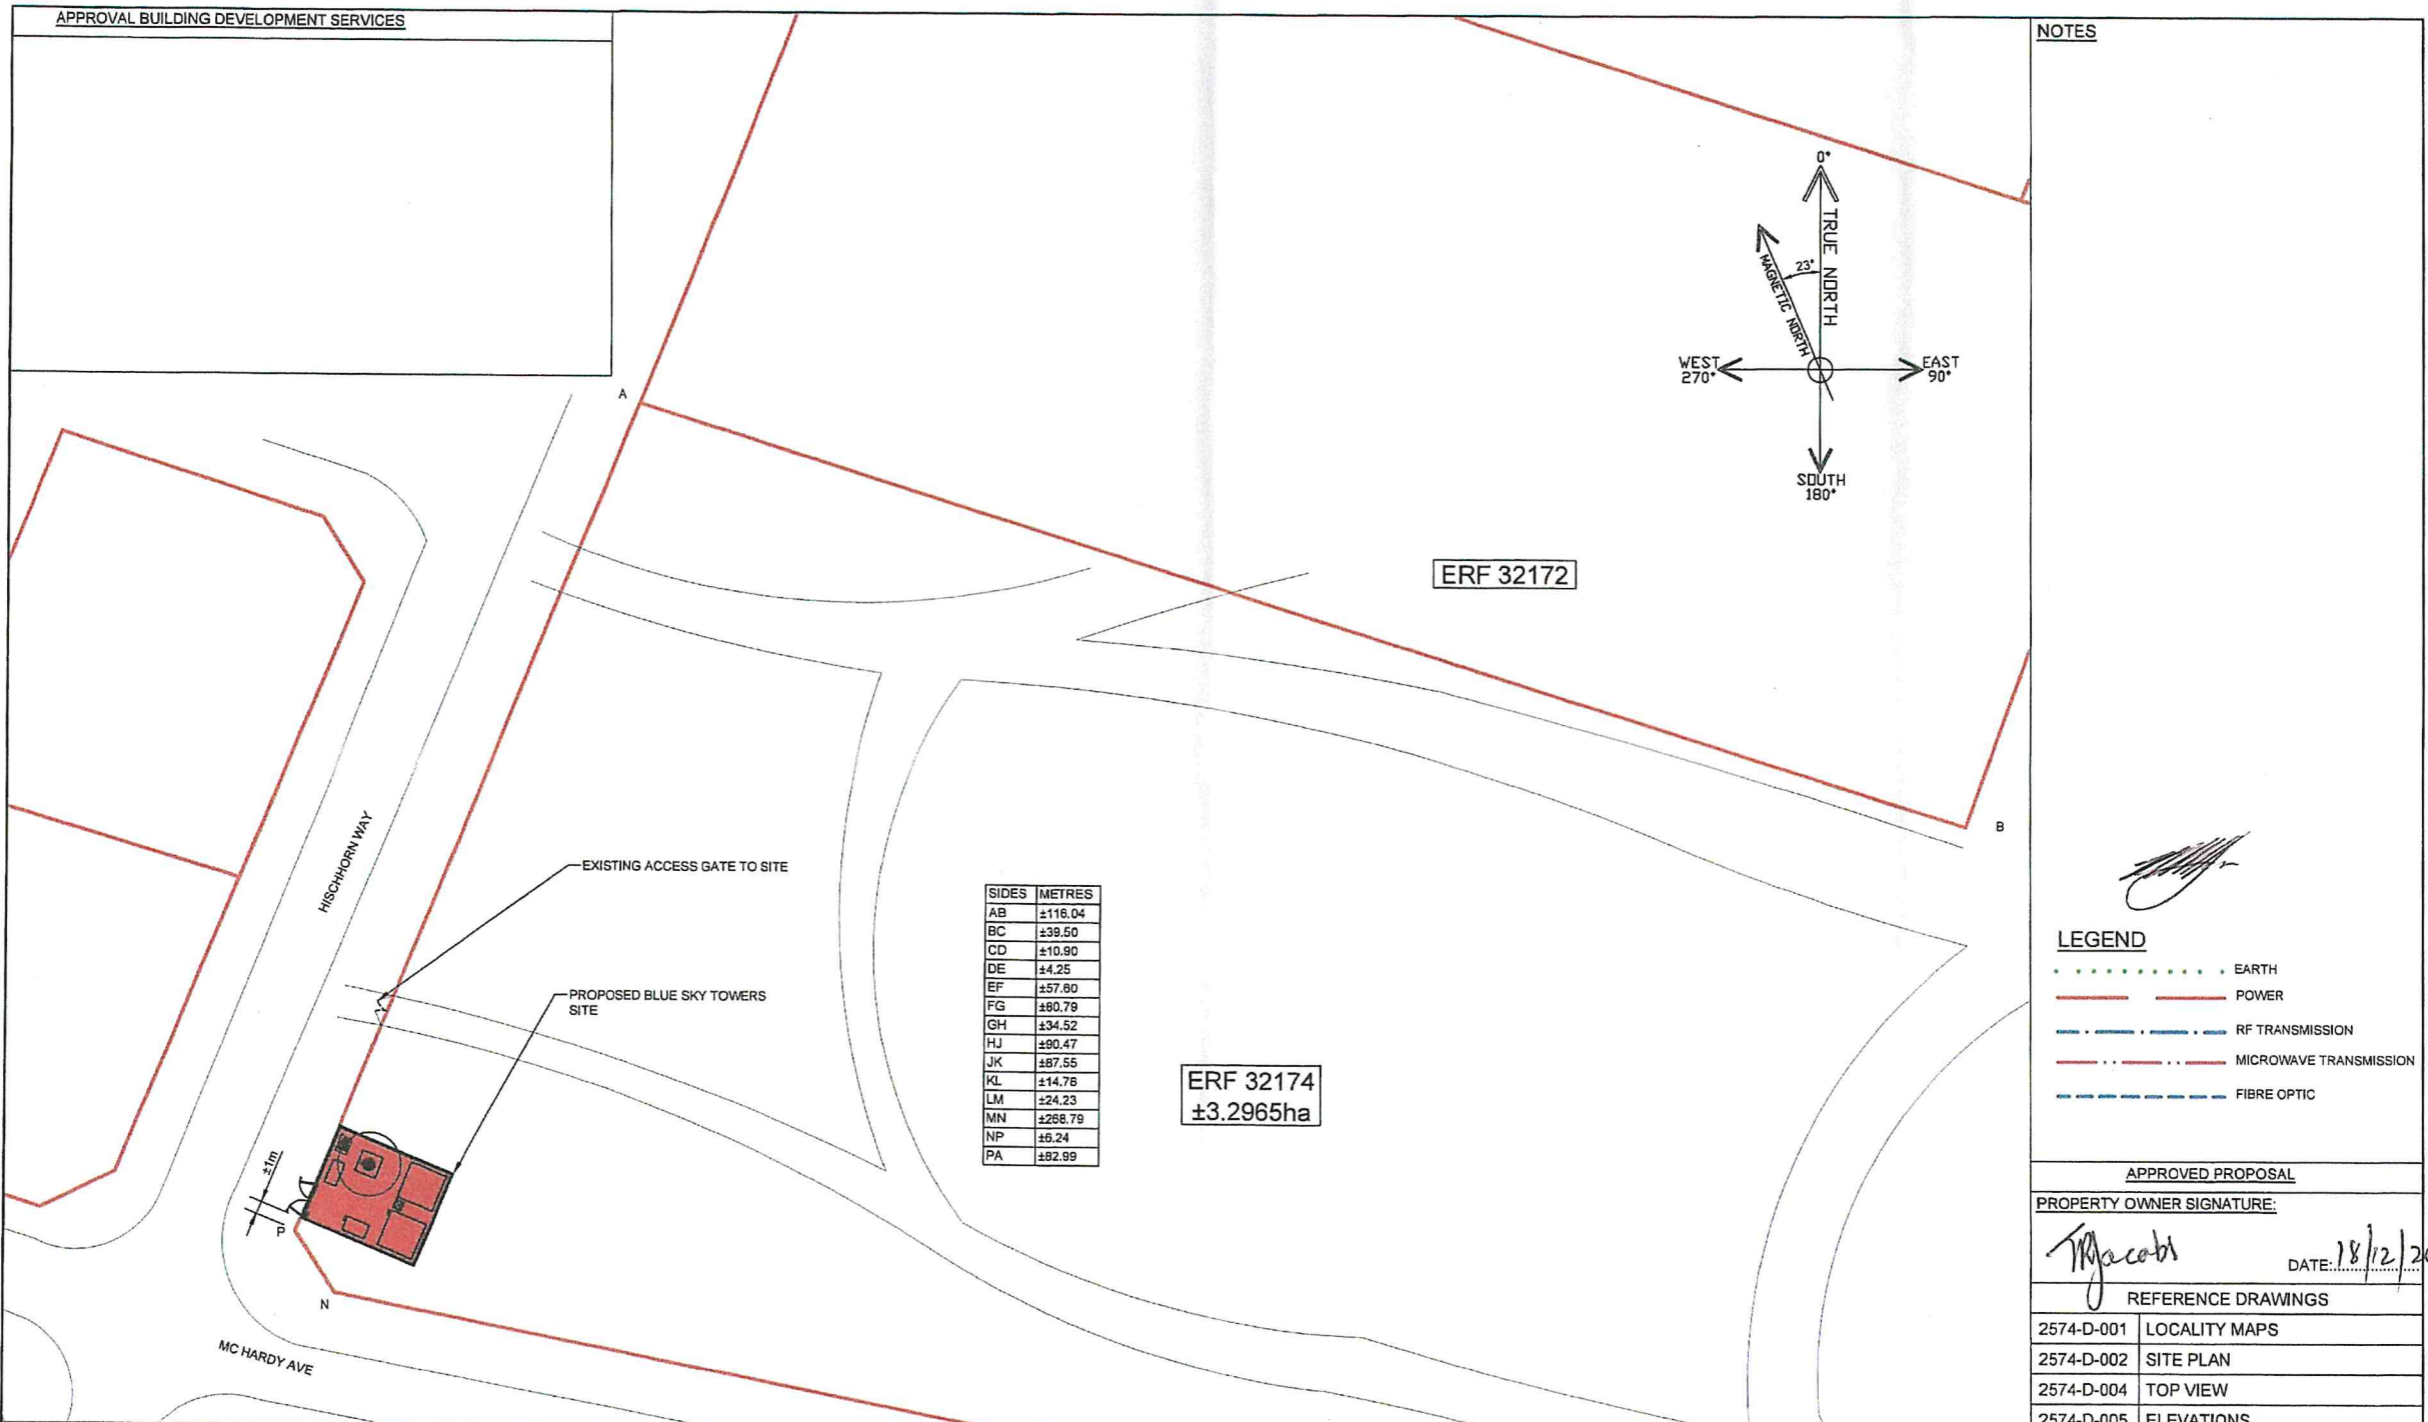 APPROVAL BUILDING DEVELOPMENT SERVICES
NOTES
0°
TRUE NORTH
23°
MAGNETIC NORTH
WEST
270°
EAST
90°
SOUTH
180°
A
ERF 32172
B
HISCHHORN WAY
EXISTING ACCESS GATE TO SITE
PROPOSED BLUE SKY TOWERS
SITE
SIDES METRES
AB ±116.04
BC ±39.50
CD ±10.90
DE ±4.25
EF ±57.60
FG ±60.79
GH ±34.52
HJ ±90.47
JK ±87.55
KL ±14.76
LM ±24.23
MN ±268.79
NP ±6.24
PA ±82.99
ERF 32174
±3.2965ha
±1m
P
N
MC HARDY AVE
LEGEND
EARTH
POWER
RF TRANSMISSION
MICROWAVE TRANSMISSION
FIBRE OPTIC
APPROVED PROPOSAL
PROPERTY OWNER SIGNATURE:
TRJacobs
DATE: 18/12/2
REFERENCE DRAWINGS
2574-D-001 LOCALITY MAPS
2574-D-002 SITE PLAN
2574-D-004 TOP VIEW
2574-D-005 ELEVATIONS